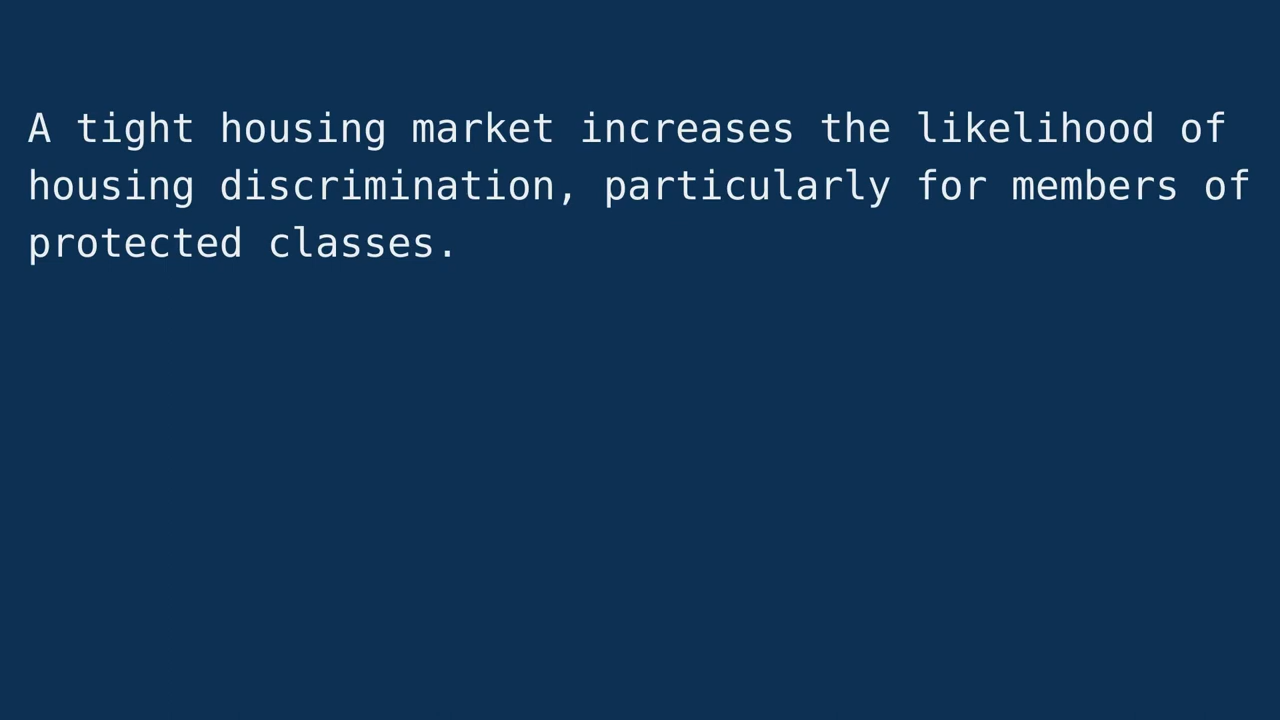 A tight housing market increases the likelihood of
housing discrimination, particularly for members of
protected classes.